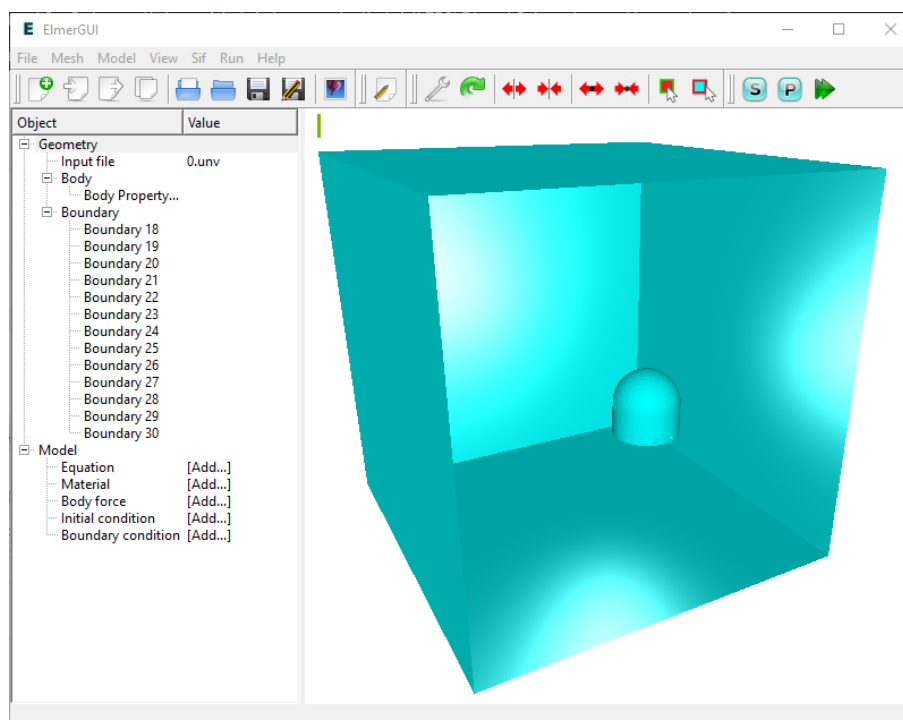 E ElmerGUI
File Mesh Model View Sif Run Help
S P
Object Value
Geometry
Input file 0.unv
Body
Body Property...
Boundary
Boundary 18
Boundary 19
Boundary 20
Boundary 21
Boundary 22
Boundary 23
Boundary 24
Boundary 25
Boundary 26
Boundary 27
Boundary 28
Boundary 29
Boundary 30
Model
Equation [Add...]
Material [Add...]
Body force [Add...]
Initial condition [Add...]
Boundary condition [Add...]